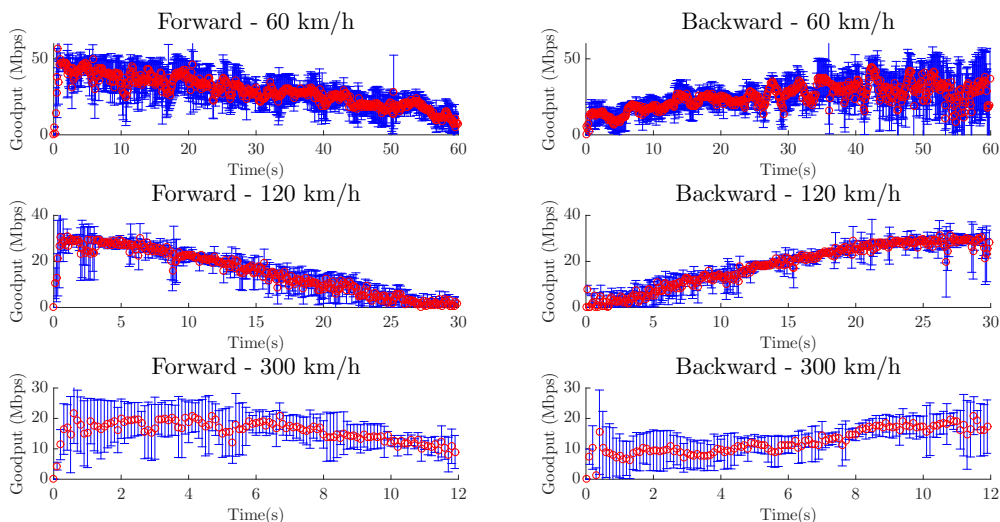 Forward - 60 km/h
Goodput (Mbps)
50
0
0 10 20 30 40 50 60
Time(s)
Backward - 60 km/h
Goodput (Mbps)
50
0
0 10 20 30 40 50 60
Time(s)
Forward - 120 km/h
Goodput (Mbps)
40
20
0
0 5 10 15 20 25 30
Time(s)
Backward - 120 km/h
Goodput (Mbps)
40
20
0
0 5 10 15 20 25 30
Time(s)
Forward - 300 km/h
Goodput (Mbps)
30
20
10
0
0 2 4 6 8 10 12
Time(s)
Backward - 300 km/h
Goodput (Mbps)
30
20
10
0
0 2 4 6 8 10 12
Time(s)